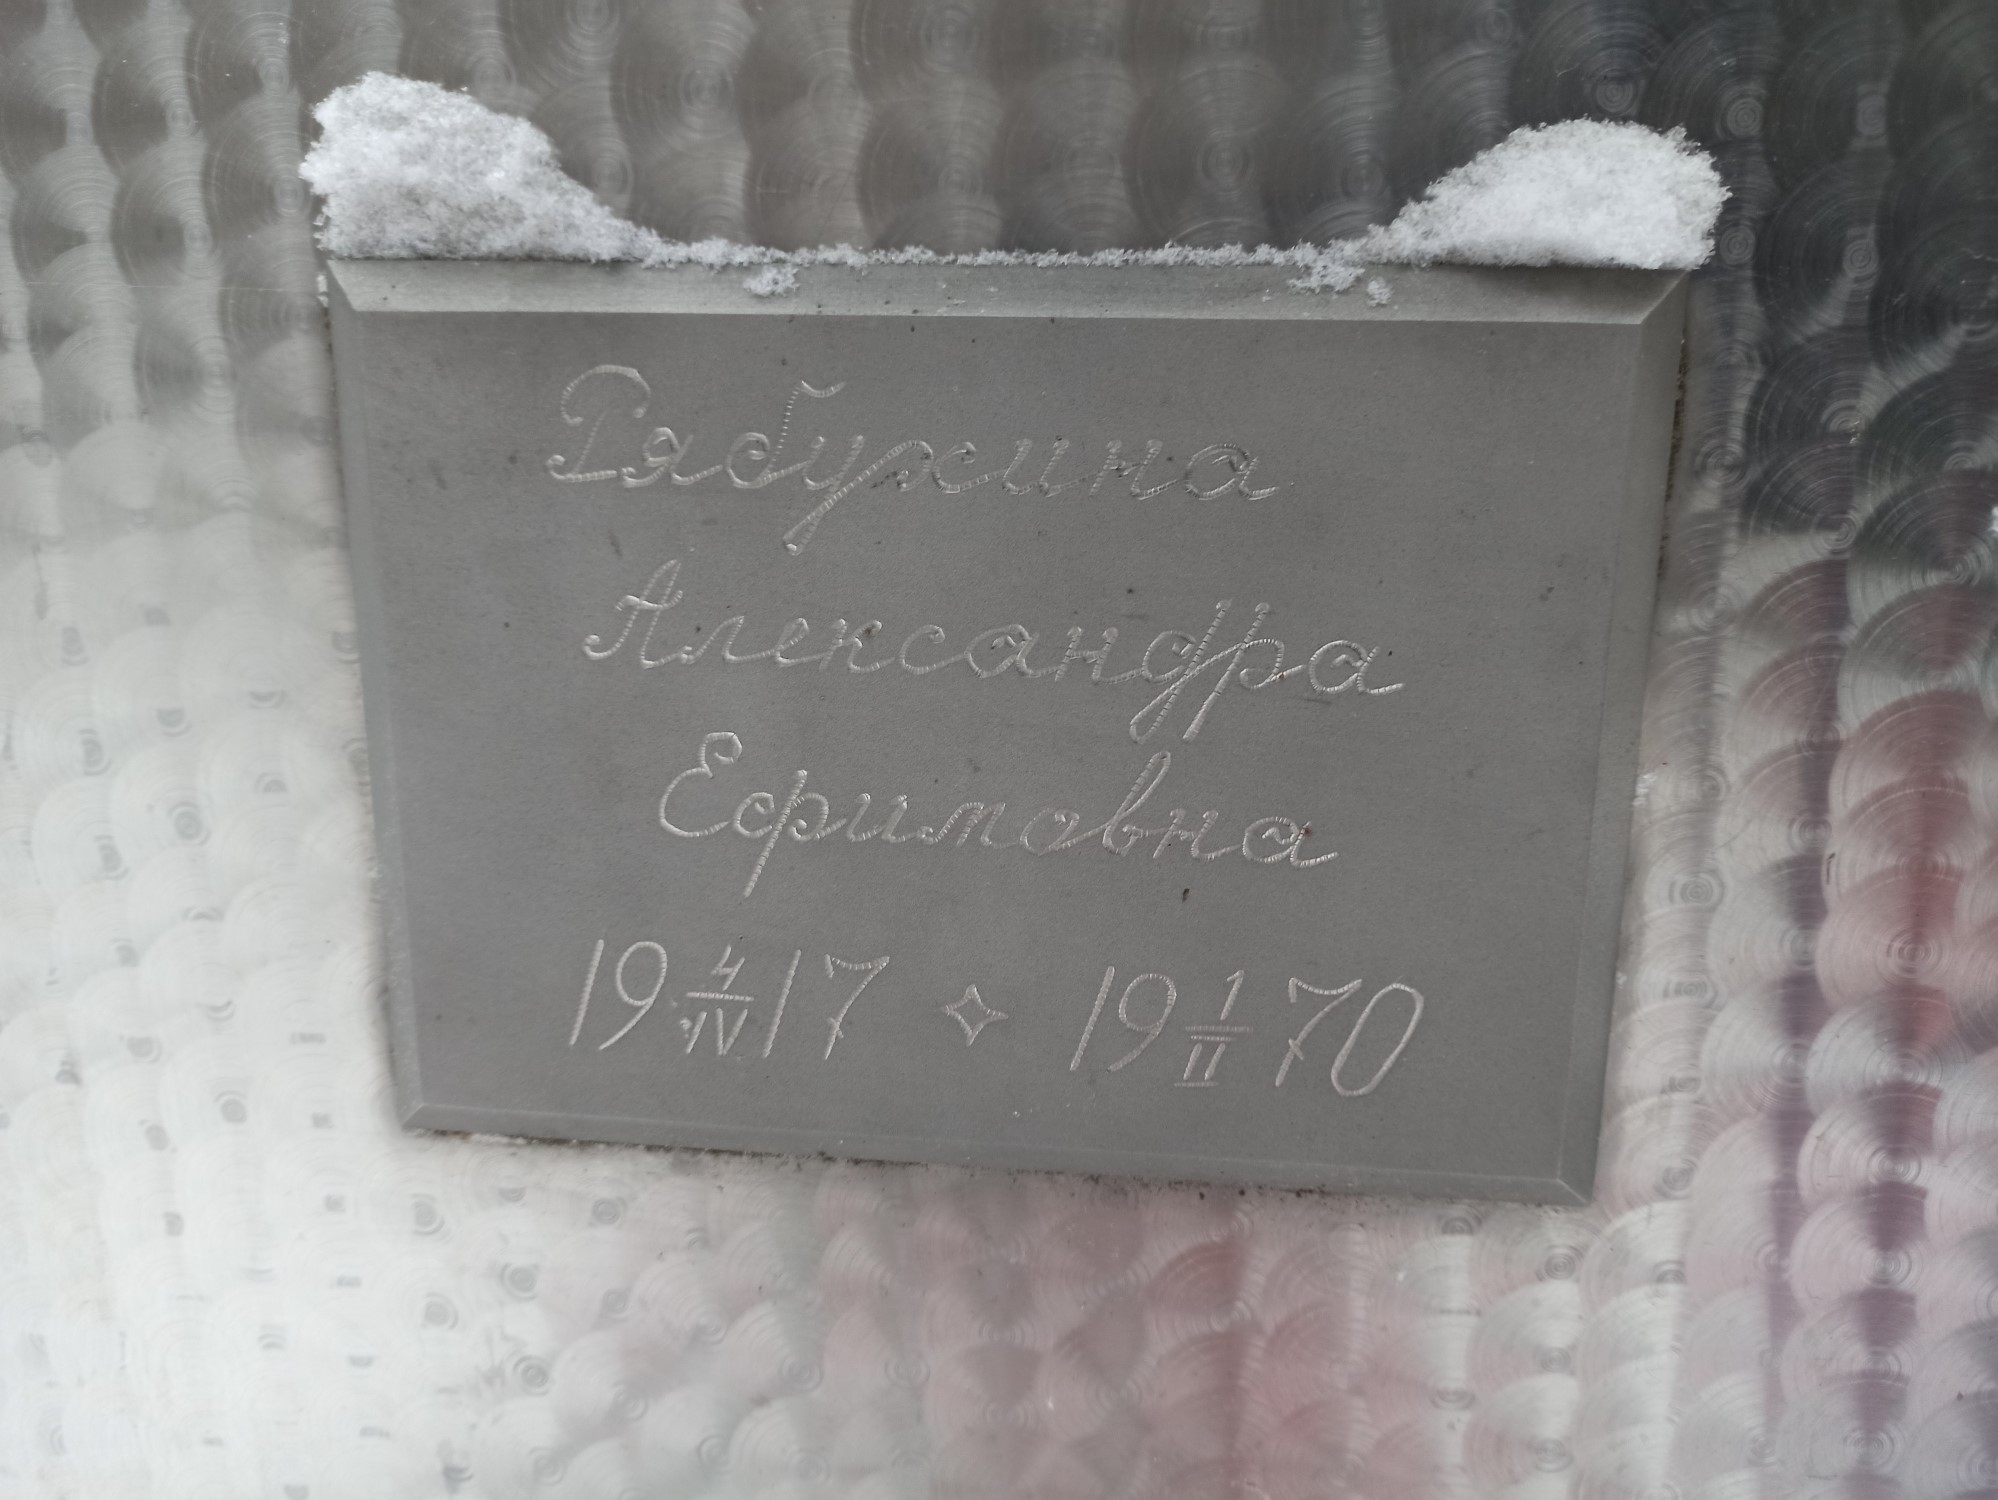 Рябухина
Александра
Ефимовна
19 4/IV 17 ✧ 19 1/II 70